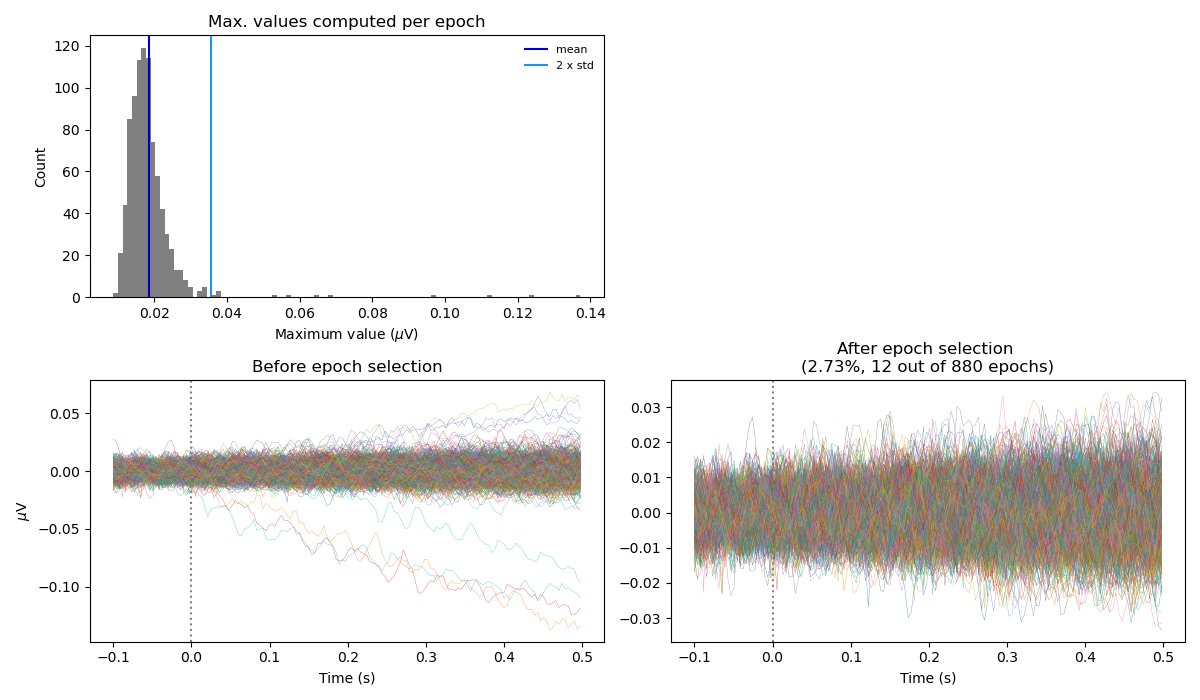 Max. values computed per epoch
mean
2 x std
Count
120
100
80
60
40
20
0
0.02 0.04 0.06 0.08 0.10 0.12 0.14
Maximum value (μV)
Before epoch selection
μV
0.05
0.00
−0.05
−0.10
−0.1 0.0 0.1 0.2 0.3 0.4 0.5
Time (s)
After epoch selection
(2.73%, 12 out of 880 epochs)
0.03
0.02
0.01
0.00
−0.01
−0.02
−0.03
−0.1 0.0 0.1 0.2 0.3 0.4 0.5
Time (s)